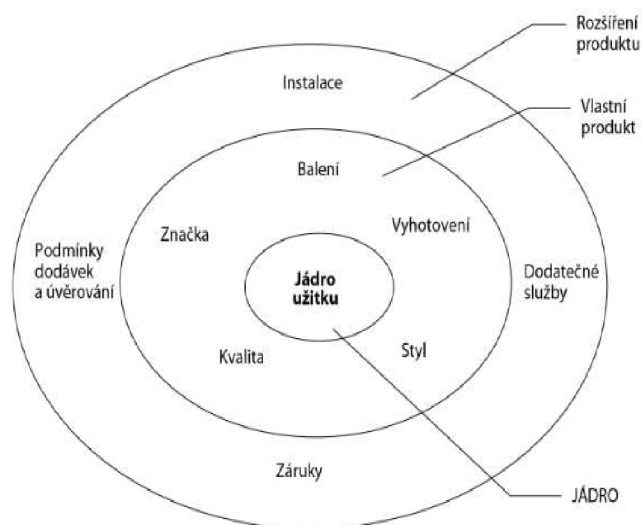 Rozšíření
produktu
Instalace
Vlastní
produkt
Balení
Značka
Vyhotovení
Podmínky
dodávek
a úvěrování
Jádro
užitku
Dodatečné
služby
Kvalita
Styl
Záruky
JÁDRO